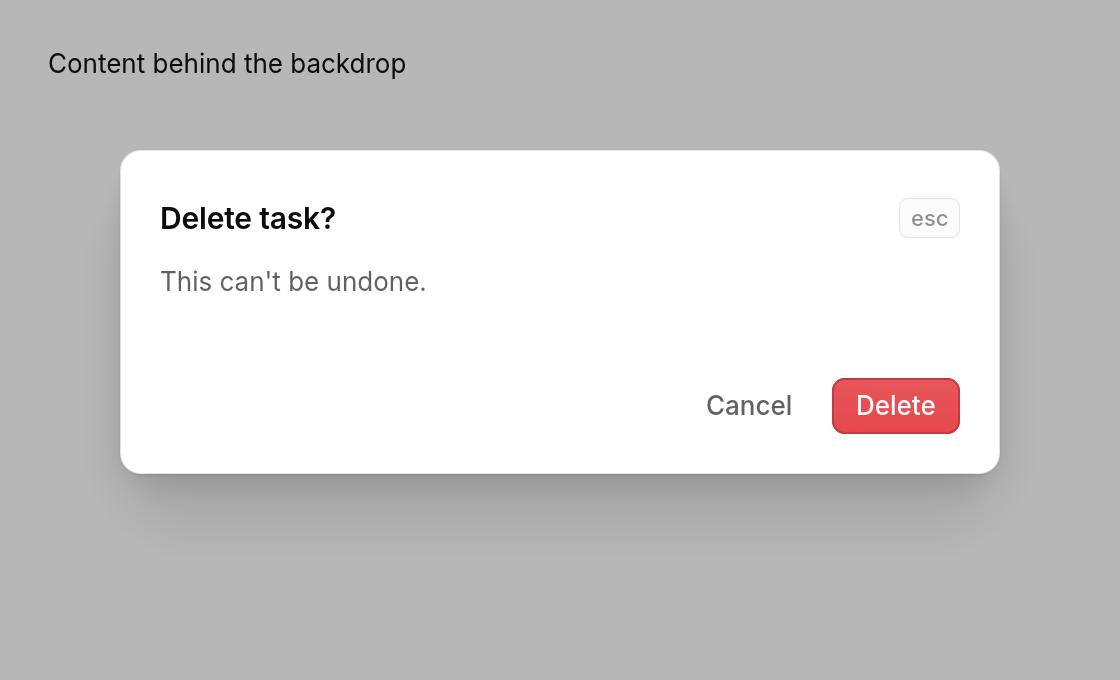 Content behind the backdrop
Delete task?
esc
This can't be undone.
Cancel
Delete